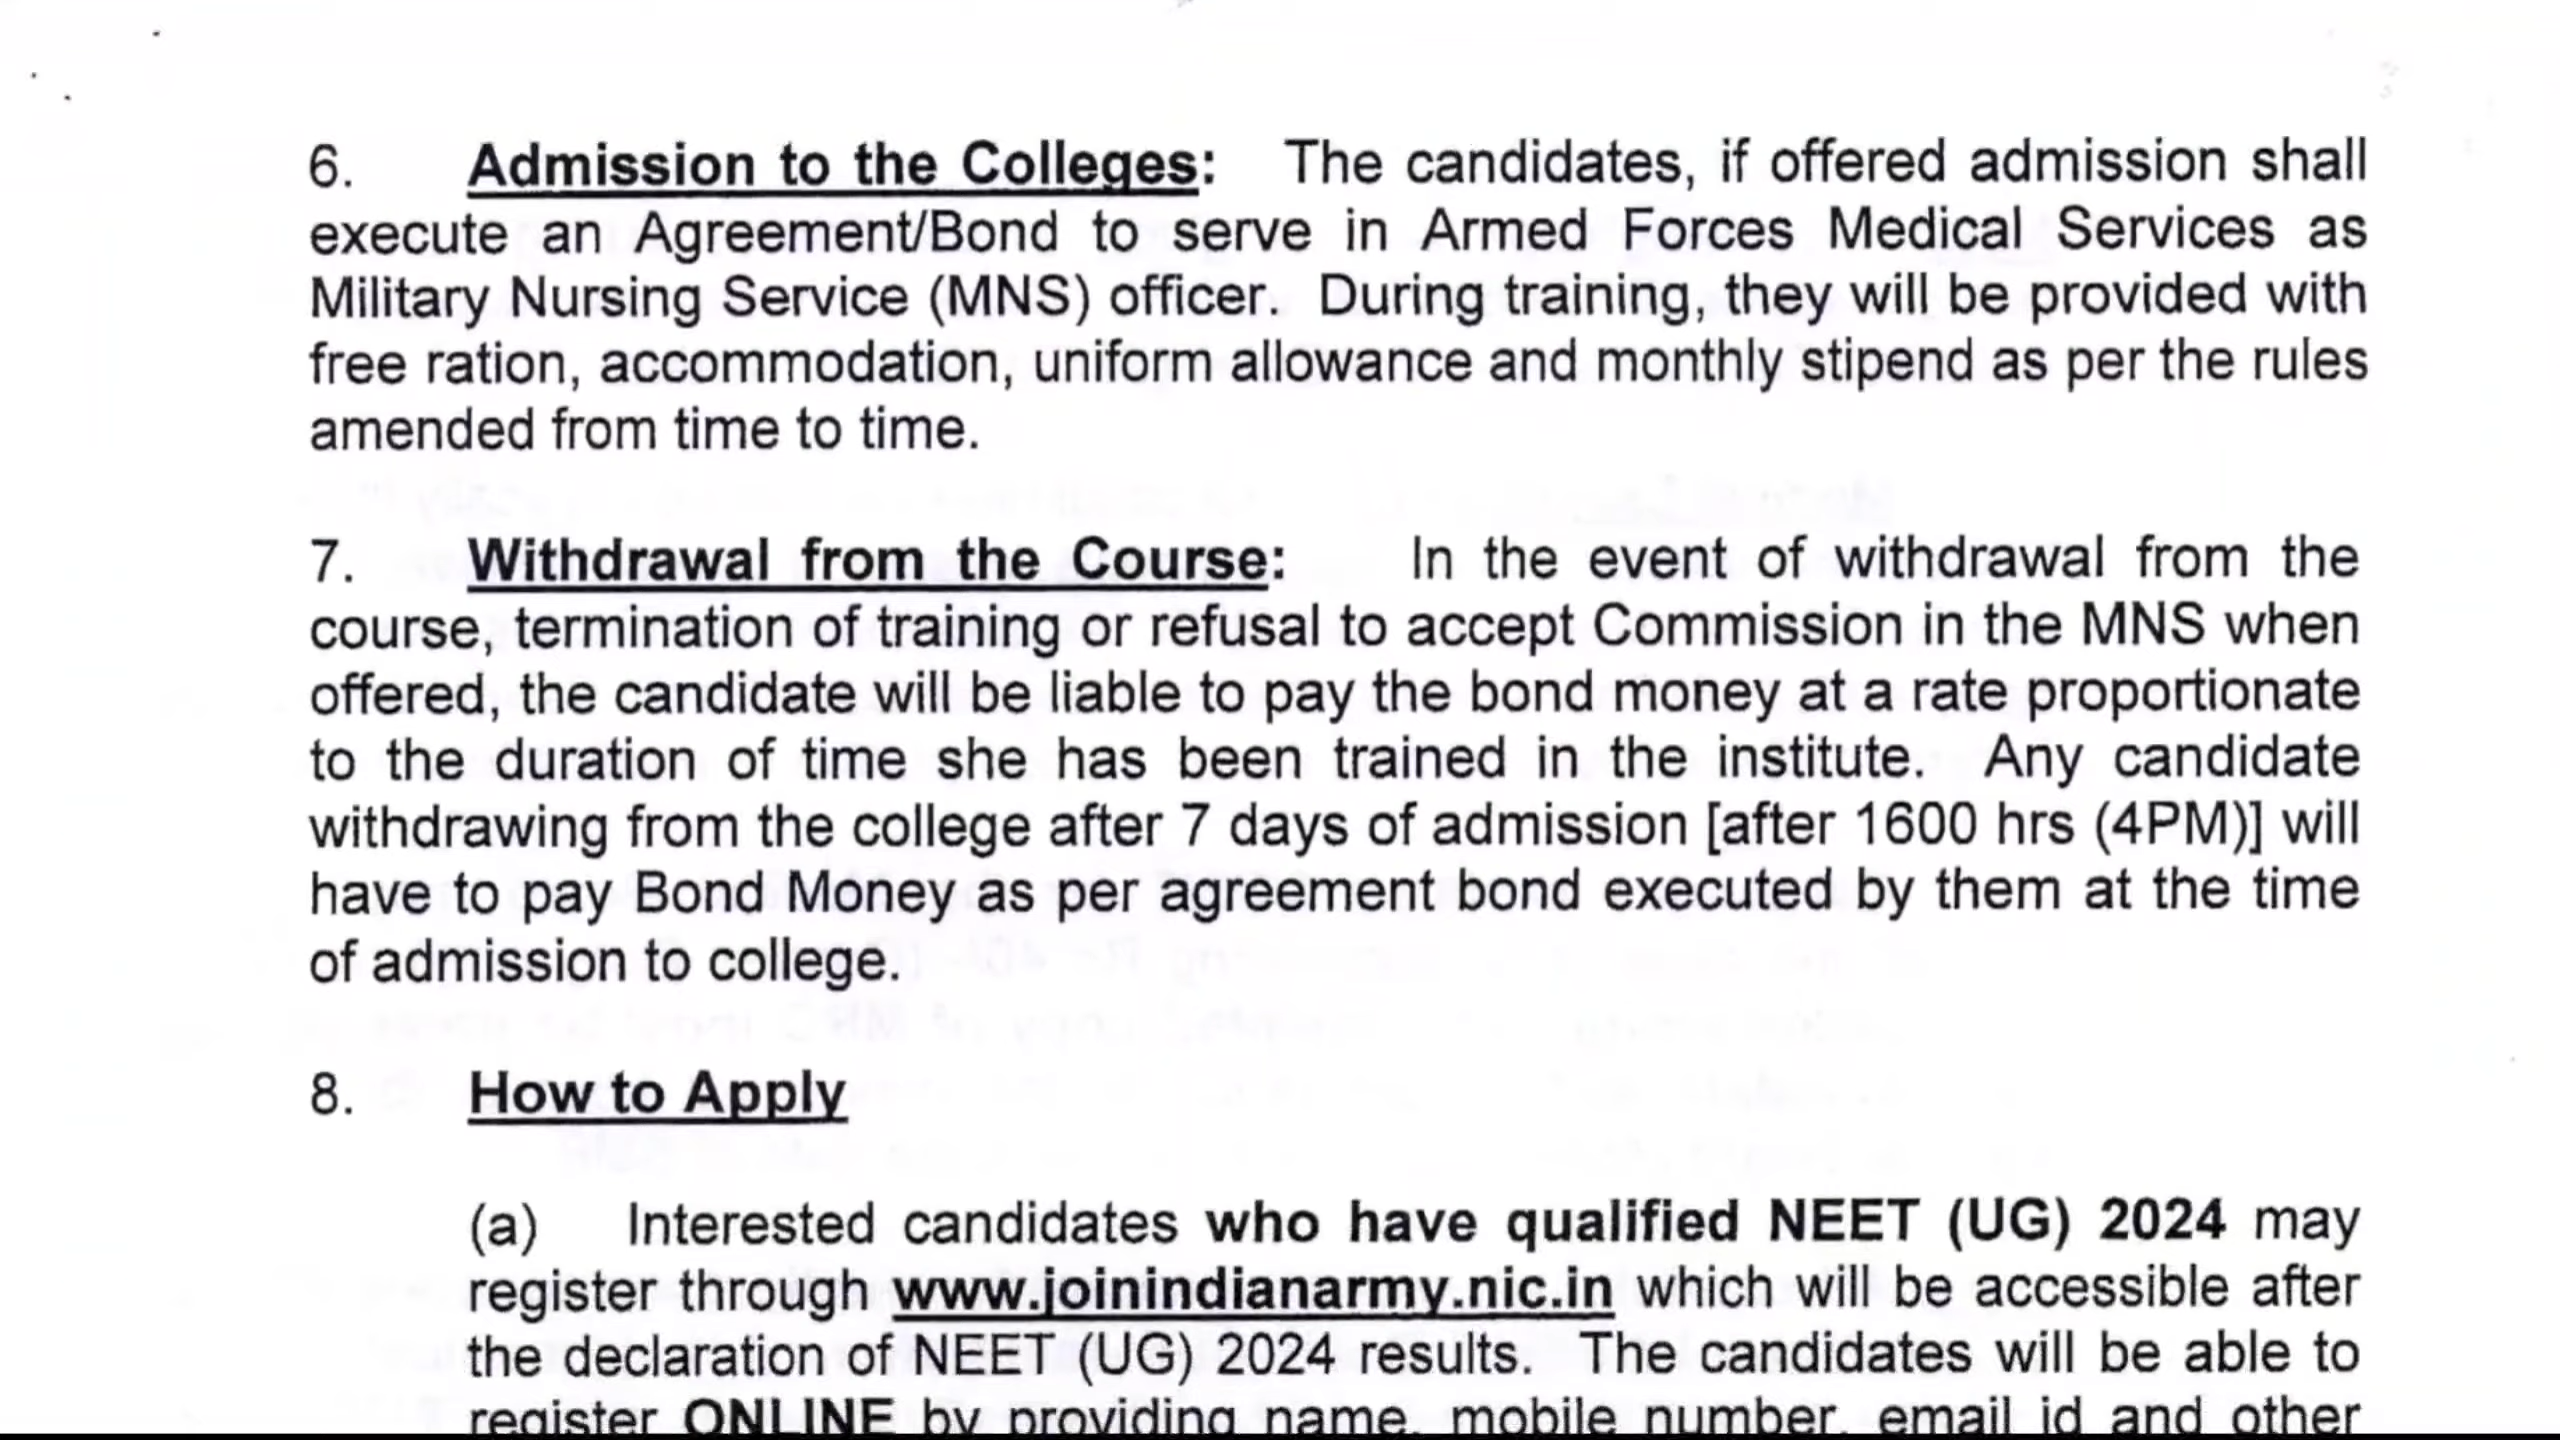 6. Admission to the Colleges: The candidates, if offered admission shall
execute an Agreement/Bond to serve in Armed Forces Medical Services as
Military Nursing Service (MNS) officer. During training, they will be provided with
free ration, accommodation, uniform allowance and monthly stipend as per the rules
amended from time to time.
7. Withdrawal from the Course: In the event of withdrawal from the
course, termination of training or refusal to accept Commission in the MNS when
offered, the candidate will be liable to pay the bond money at a rate proportionate
to the duration of time she has been trained in the institute. Any candidate
withdrawing from the college after 7 days of admission [after 1600 hrs (4PM)] will
have to pay Bond Money as per agreement bond executed by them at the time
of admission to college.
8. How to Apply
(a) Interested candidates who have qualified NEET (UG) 2024 may
register through www.joinindianarmy.nic.in which will be accessible after
the declaration of NEET (UG) 2024 results. The candidates will be able to
register ONLINE by providing name, mobile number, email id and other